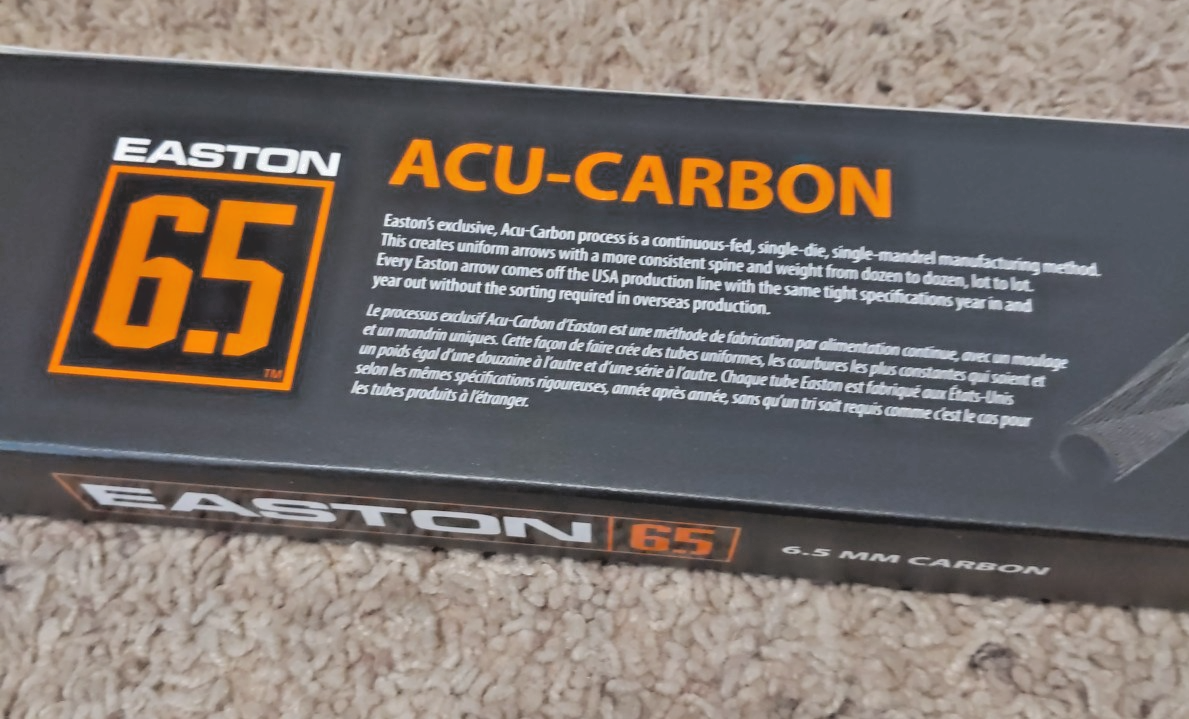 EASTON
6.5
TM
ACU-CARBON
Easton's exclusive, Acu-Carbon process is a continuous-fed, single-die, single-mandrel manufacturing method.
This creates uniform arrows with a more consistent spine and weight from dozen to dozen, lot to lot.
Every Easton arrow comes off the USA production line with the same tight specifications year in and
year out without the sorting required in overseas production.
Le processus exclusif Acu-Carbon d'Easton est une méthode de fabrication par alimentation continue, avec un moulage
et un mandrin uniques. Cette façon de faire crée des tubes uniformes, les courbures les plus constantes qui soient et
un poids égal d'une douzaine à l'autre et d'une série à l'autre. Chaque tube Easton est fabriqué aux États-Unis
selon les mêmes spécifications rigoureuses, année après année, sans qu'un tri soit requis comme c'est le cas pour
les tubes produits à l'étranger.
EASTON 6.5 6.5 MM CARBON